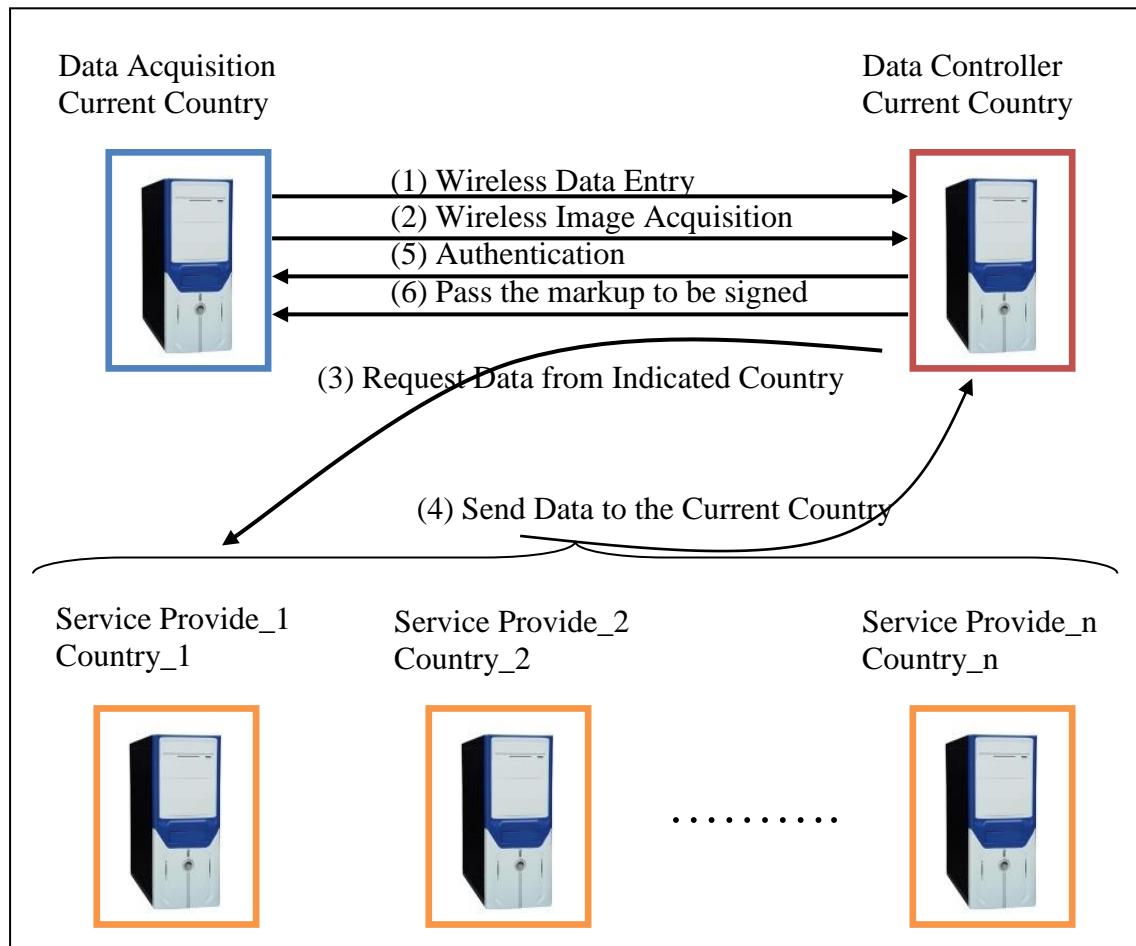 Data Acquisition
Current Country
Data Controller
Current Country
(1) Wireless Data Entry
(2) Wireless Image Acquisition
(5) Authentication
(6) Pass the markup to be signed
(3) Request Data from Indicated Country
(4) Send Data to the Current Country
Service Provide_1
Country_1
Service Provide_2
Country_2
Service Provide_n
Country_n
..........